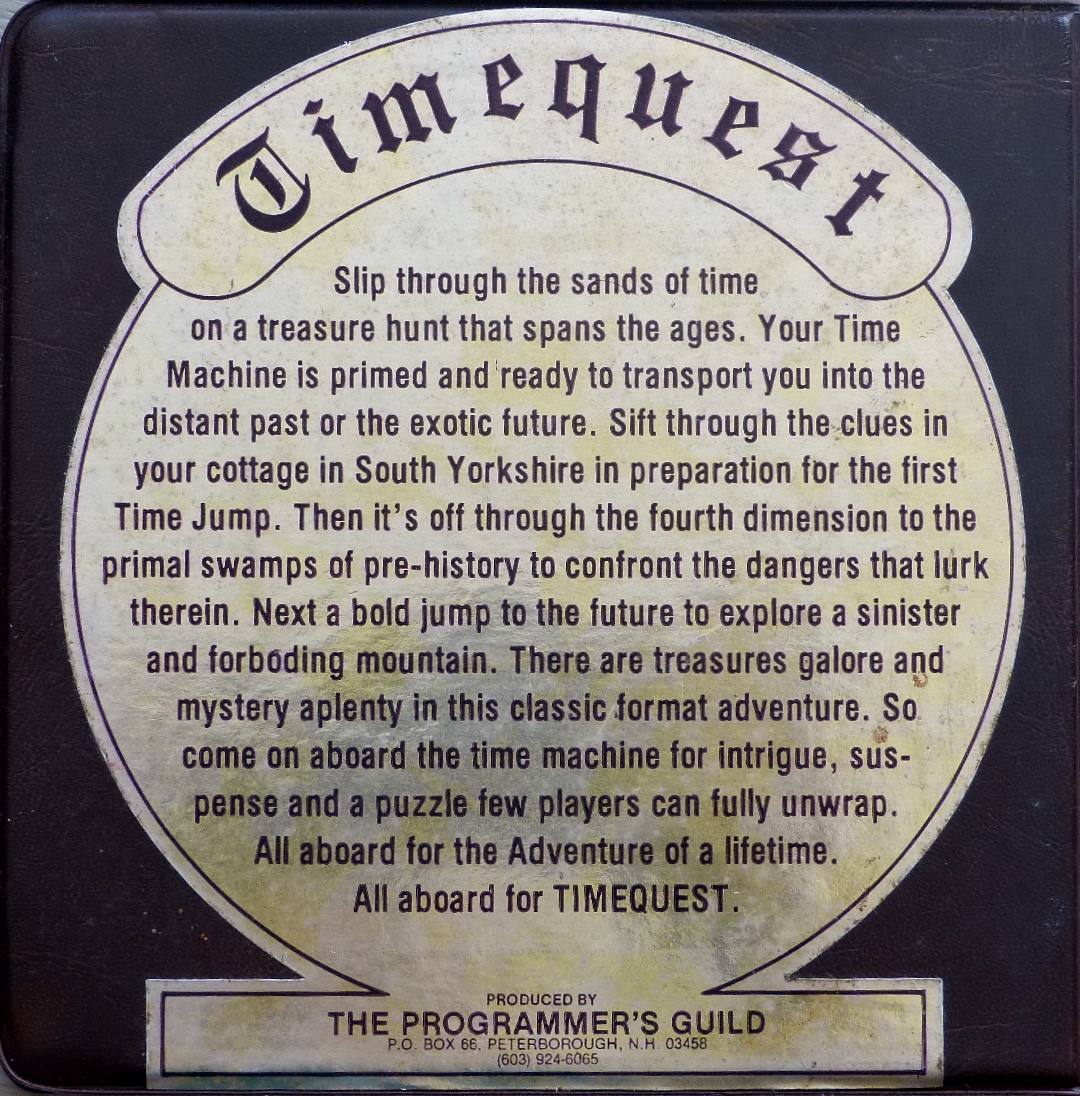 Timequest
Slip through the sands of time
on a treasure hunt that spans the ages. Your Time
Machine is primed and ready to transport you into the
distant past or the exotic future. Sift through the clues in
your cottage in South Yorkshire in preparation for the first
Time Jump. Then it's off through the fourth dimension to the
primal swamps of pre-history to confront the dangers that lurk
therein. Next a bold jump to the future to explore a sinister
and forboding mountain. There are treasures galore and
mystery aplenty in this classic format adventure. So
come on aboard the time machine for intrigue, sus-
pense and a puzzle few players can fully unwrap.
All aboard for the Adventure of a lifetime.
All aboard for TIMEQUEST.
PRODUCED BY
THE PROGRAMMER'S GUILD
P.O. BOX 66, PETERBOROUGH, N.H. 03458
(603) 924-6065